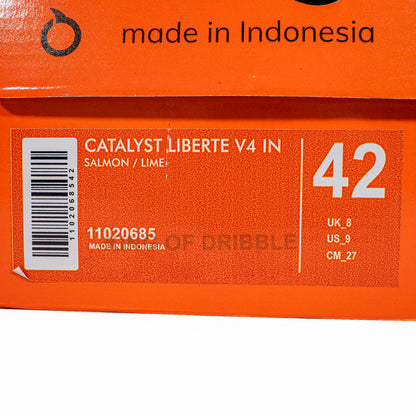 made in Indonesia
CATALYST LIBERTE V4 IN
SALMON / LIME
42
1102068542
11020685
MADE IN INDONESIA
OF DRIBBLE
UK_8
US_9
CM_27